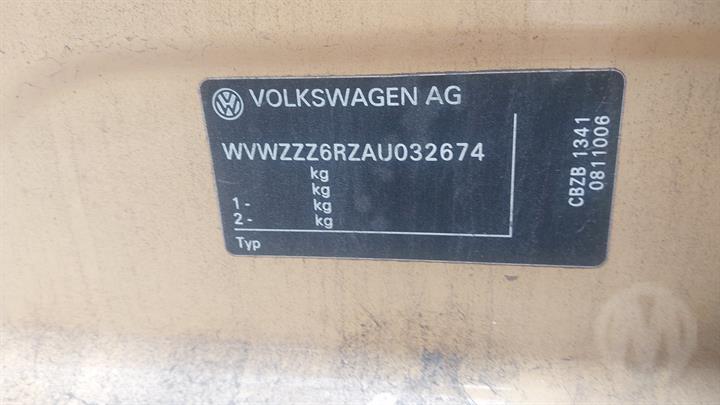 VOLKSWAGEN AG
WVWZZZ6RZAU032674
kg
kg
1- kg
2- kg
Typ
CBZB 1341
0811006